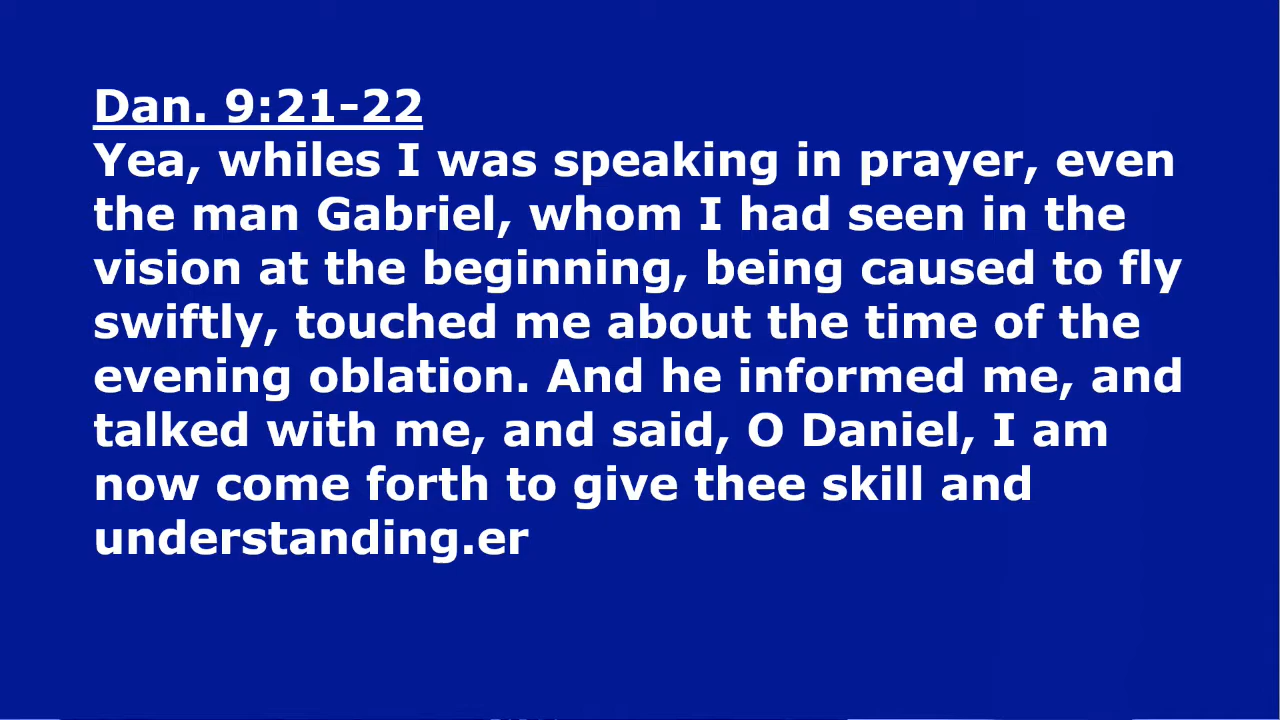 Dan. 9:21-22
Yea, whiles I was speaking in prayer, even
the man Gabriel, whom I had seen in the
vision at the beginning, being caused to fly
swiftly, touched me about the time of the
evening oblation. And he informed me, and
talked with me, and said, O Daniel, I am
now come forth to give thee skill and
understanding.er